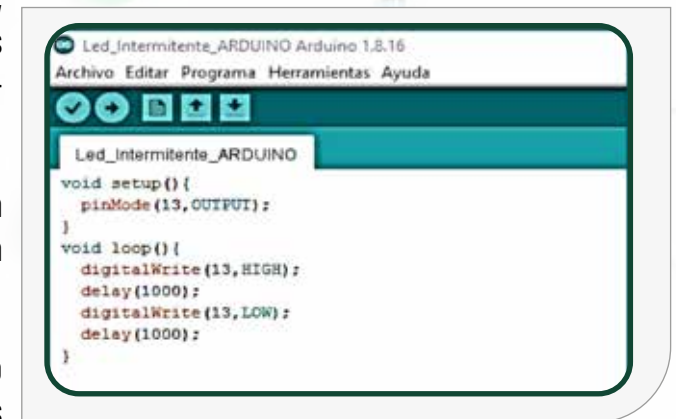 Led_Intermitente_ARDUINO Arduino 1.8.16
Archivo Editar Programa Herramientas Ayuda
Led_Intermitente_ARDUINO
void setup(){
pinMode(13,OUTPUT);
}
void loop(){
digitalWrite(13,HIGH);
delay(1000);
digitalWrite(13,LOW);
delay(1000);
}